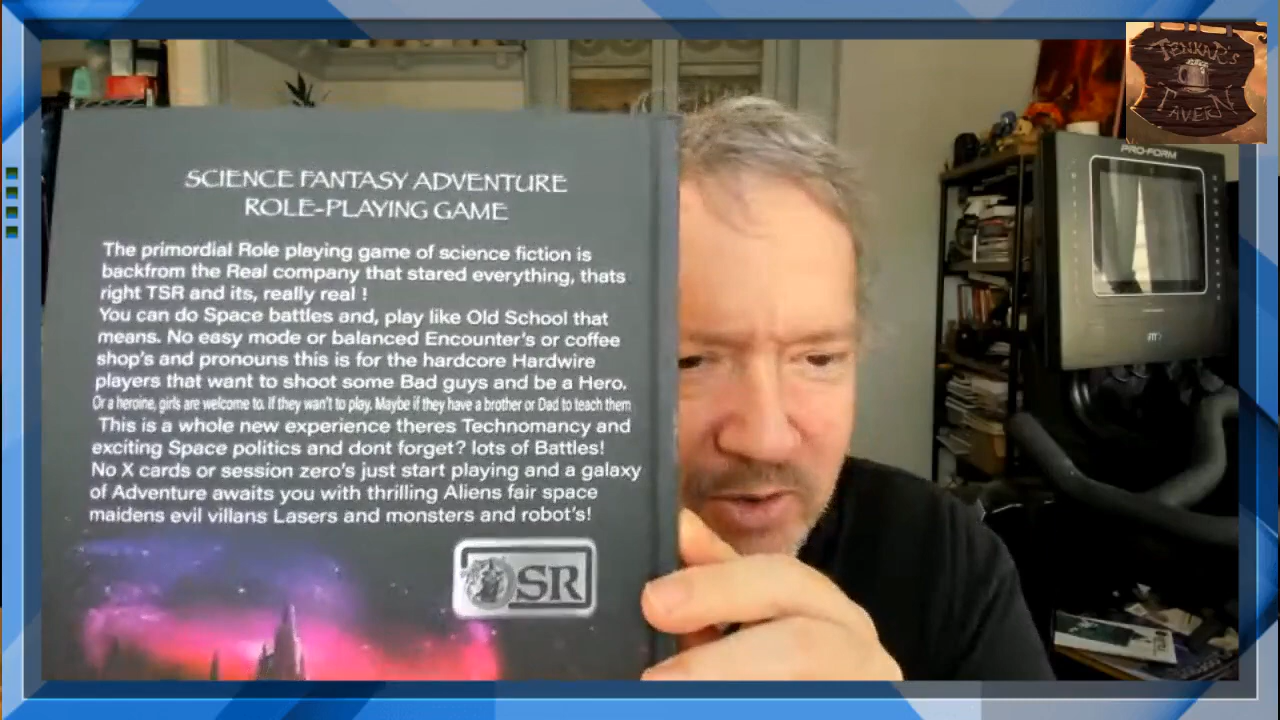 TENKAR'S
TAVERN
PRO-FORM
SCIENCE FANTASY ADVENTURE
ROLE-PLAYING GAME
The primordial Role playing game of science fiction is
backfrom the Real company that stared everything, thats
right TSR and its, really real !
You can do Space battles and, play like Old School that
means. No easy mode or balanced Encounter's or coffee
shop's and pronouns this is for the hardcore Hardwire
players that want to shoot some Bad guys and be a Hero.
Or a heroine, girls are welcome to. If they wan't to play. Maybe if they have a brother or Dad to teach them
This is a whole new experience theres Technomancy and
exciting Space politics and dont forget? lots of Battles!
No X cards or session zero's just start playing and a galaxy
of Adventure awaits you with thrilling Aliens fair space
maidens evil villans Lasers and monsters and robot's!
TSR